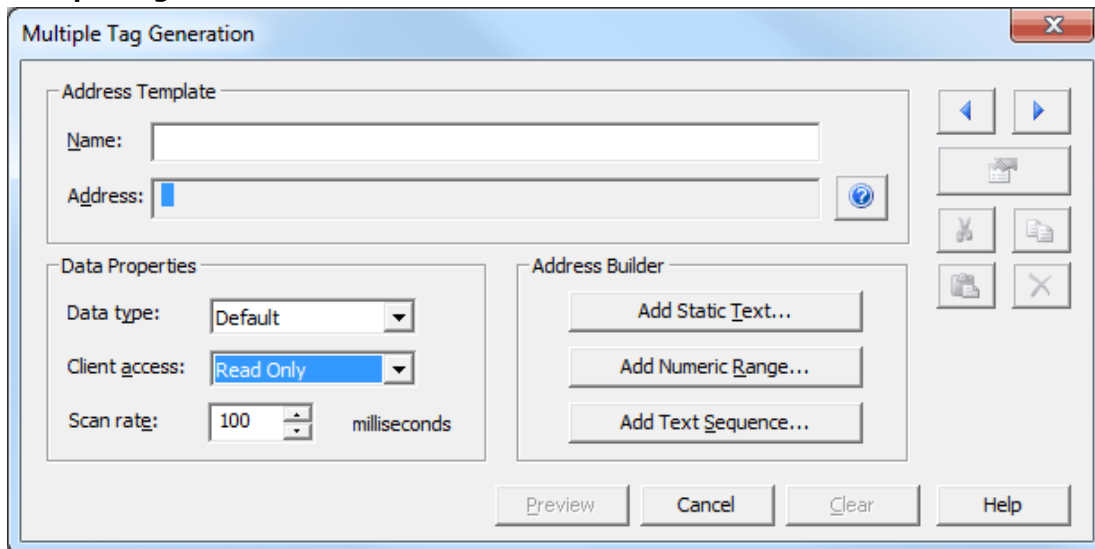 Multiple Tag Generation
Address Template
Name:
Address:
Data Properties
Data type: Default
Client access: Read Only
Scan rate: 100 milliseconds
Address Builder
Add Static Text...
Add Numeric Range...
Add Text Sequence...
Preview Cancel Clear Help